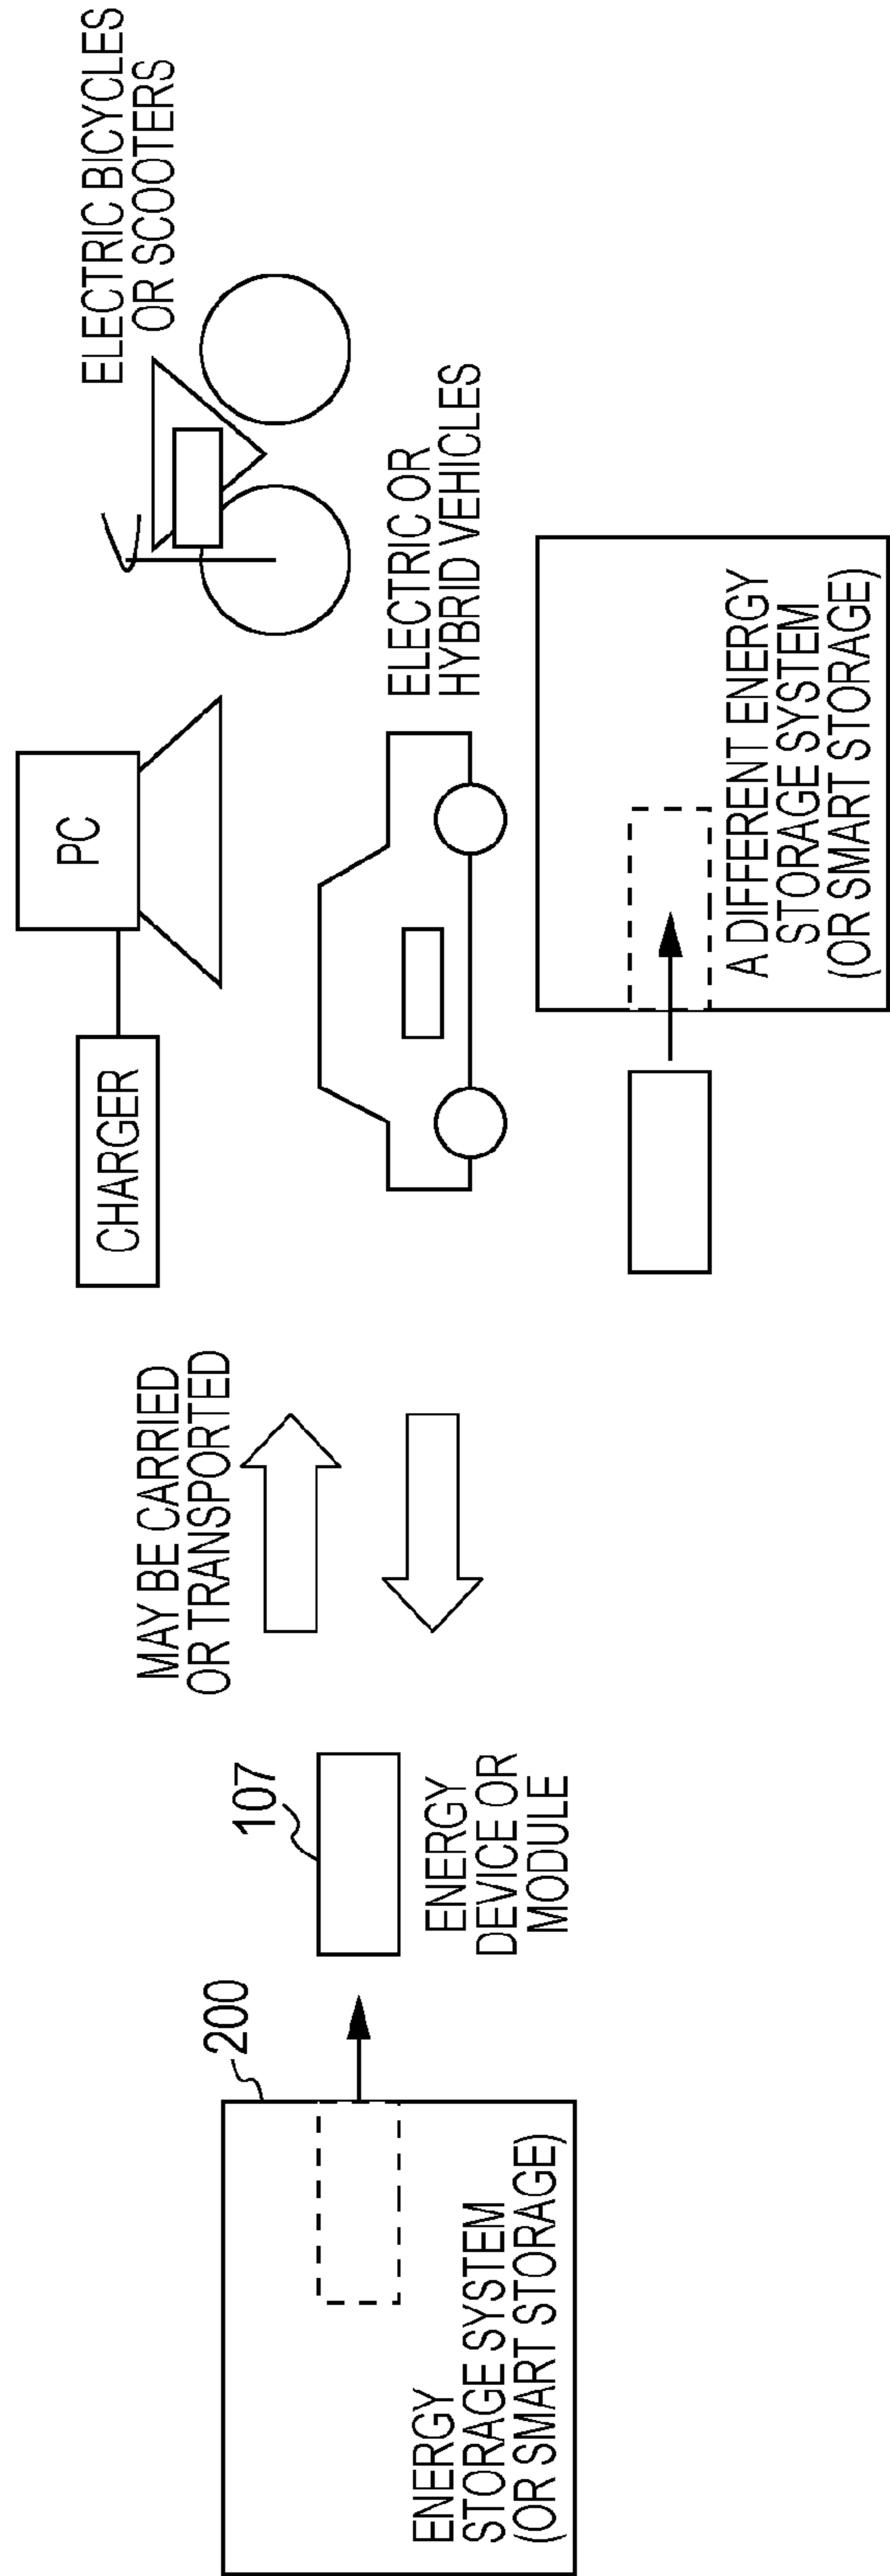 200
ENERGY
STORAGE SYSTEM
(OR SMART STORAGE)
107
ENERGY
DEVICE OR
MODULE
MAY BE CARRIED
OR TRANSPORTED
CHARGER
PC
ELECTRIC BICYCLES
OR SCOOTERS
ELECTRIC OR
HYBRID VEHICLES
A DIFFERENT ENERGY
STORAGE SYSTEM
(OR SMART STORAGE)